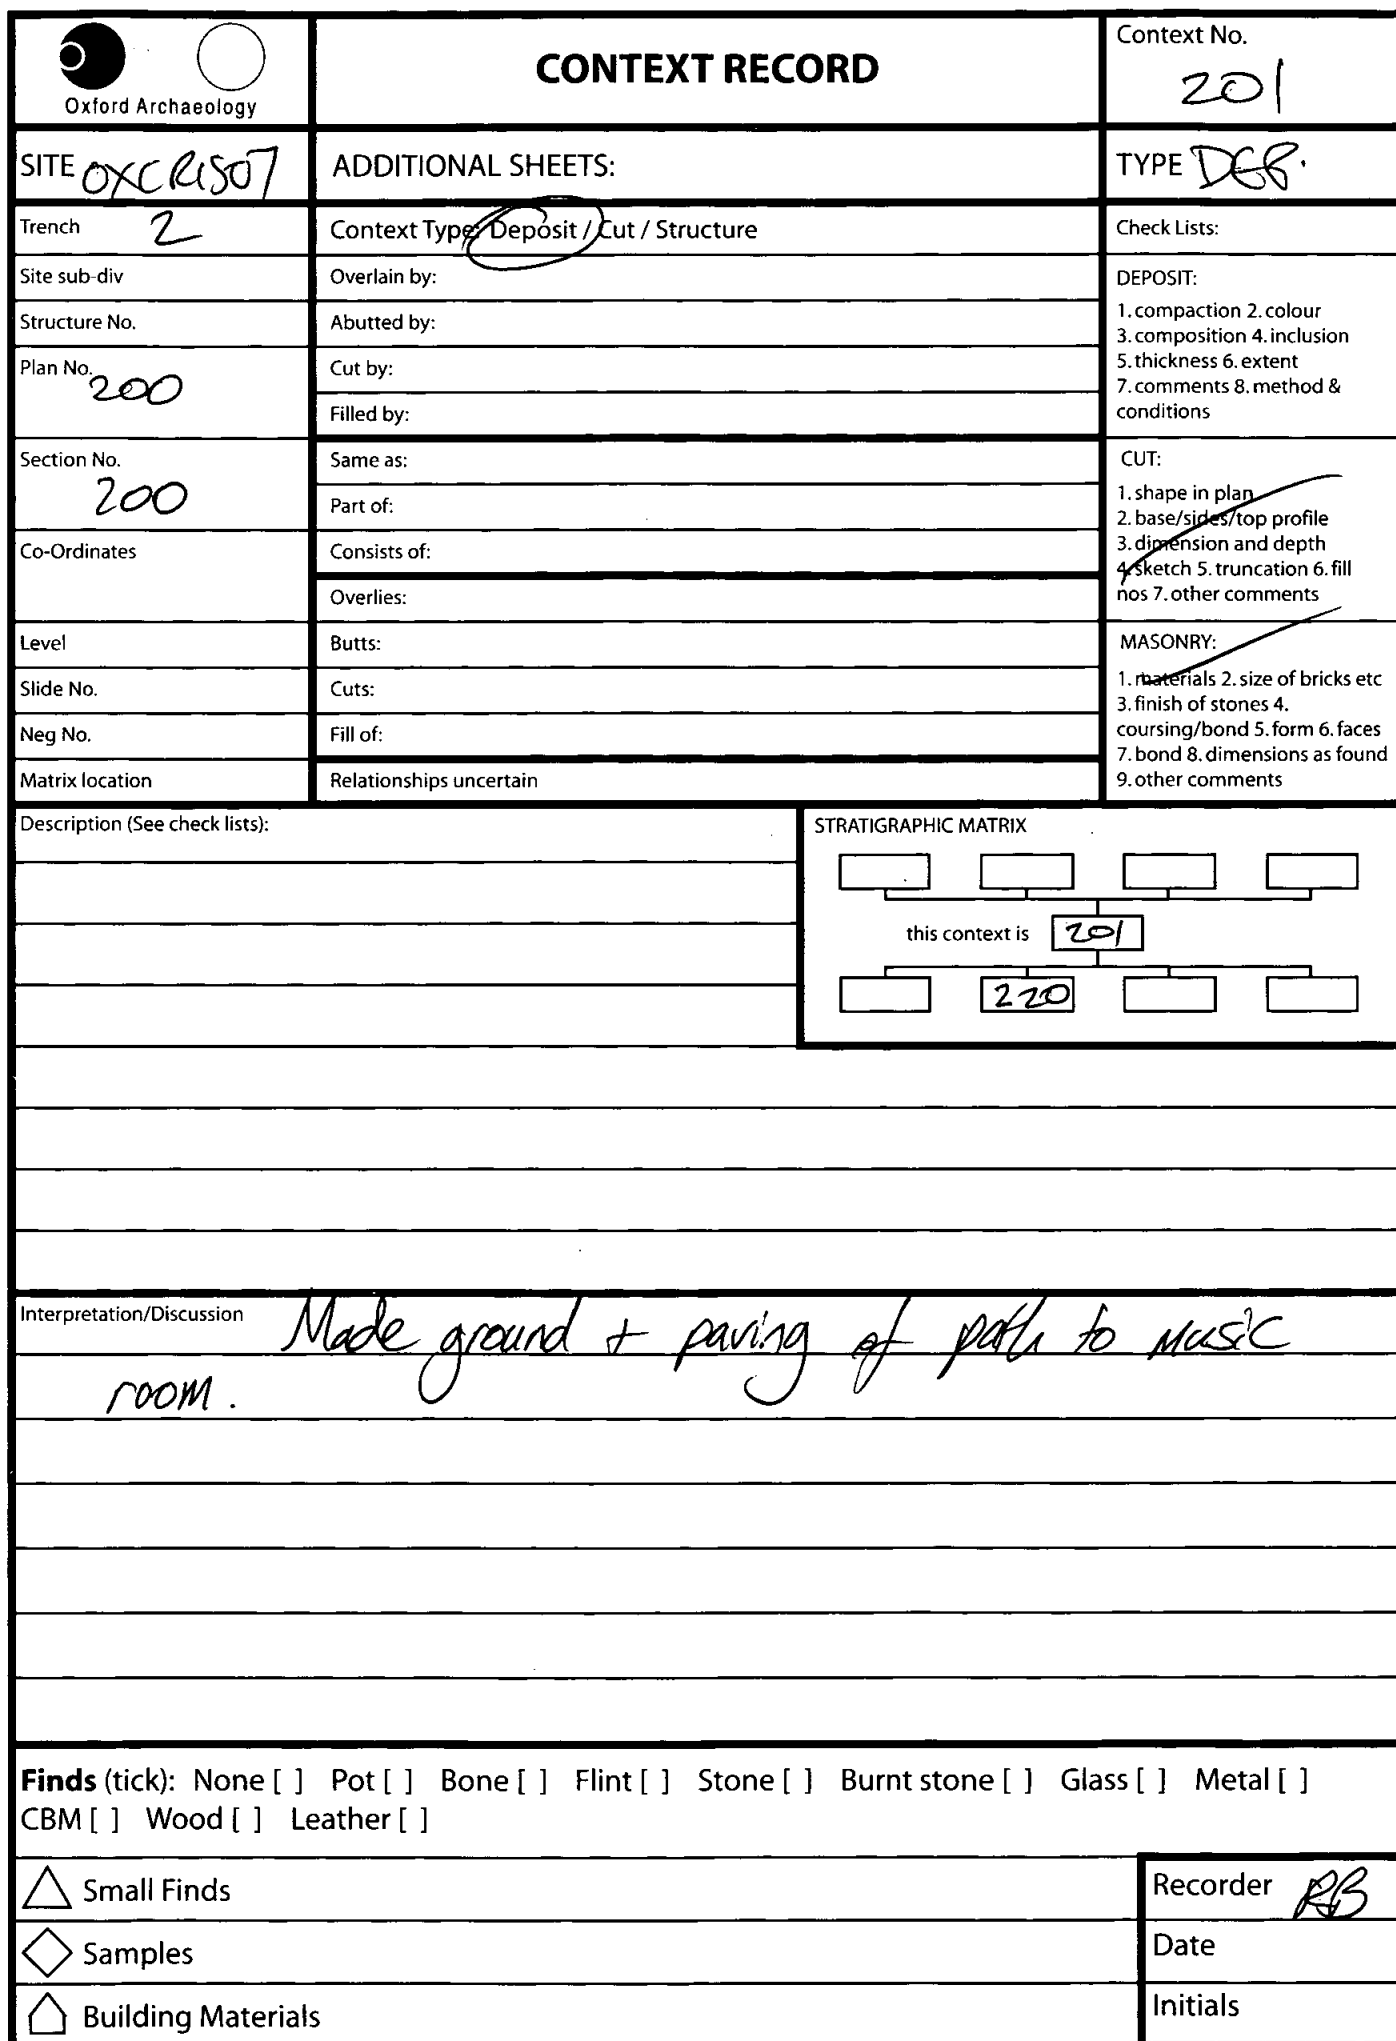 Oxford Archaeology
CONTEXT RECORD
Context No.
201
SITE OXCRIS07
ADDITIONAL SHEETS:
TYPE DEP.
Trench 2
Context Type: Deposit / Cut / Structure
Check Lists:
Site sub-div
Overlain by:
Structure No.
Abutted by:
Plan No. 200
Cut by:
Filled by:
DEPOSIT:
1. compaction 2. colour
3. composition 4. inclusion
5. thickness 6. extent
7. comments 8. method &
conditions
Section No.
200
Same as:
Part of:
Co-Ordinates
Consists of:
Overlies:
CUT:
1. shape in plan
2. base/sides/top profile
3. dimension and depth
4. sketch 5. truncation 6. fill
nos 7. other comments
Level
Butts:
Slide No.
Cuts:
Neg No.
Fill of:
Matrix location
Relationships uncertain
MASONRY:
1. materials 2. size of bricks etc
3. finish of stones 4.
coursing/bond 5. form 6. faces
7. bond 8. dimensions as found
9. other comments
Description (See check lists):
STRATIGRAPHIC MATRIX
this context is 201
220
Interpretation/Discussion Made ground + paving of path to music
room.
Finds (tick): None [ ] Pot [ ] Bone [ ] Flint [ ] Stone [ ] Burnt stone [ ] Glass [ ] Metal [ ]
CBM [ ] Wood [ ] Leather [ ]
Small Finds
Recorder RB
Samples
Date
Building Materials
Initials